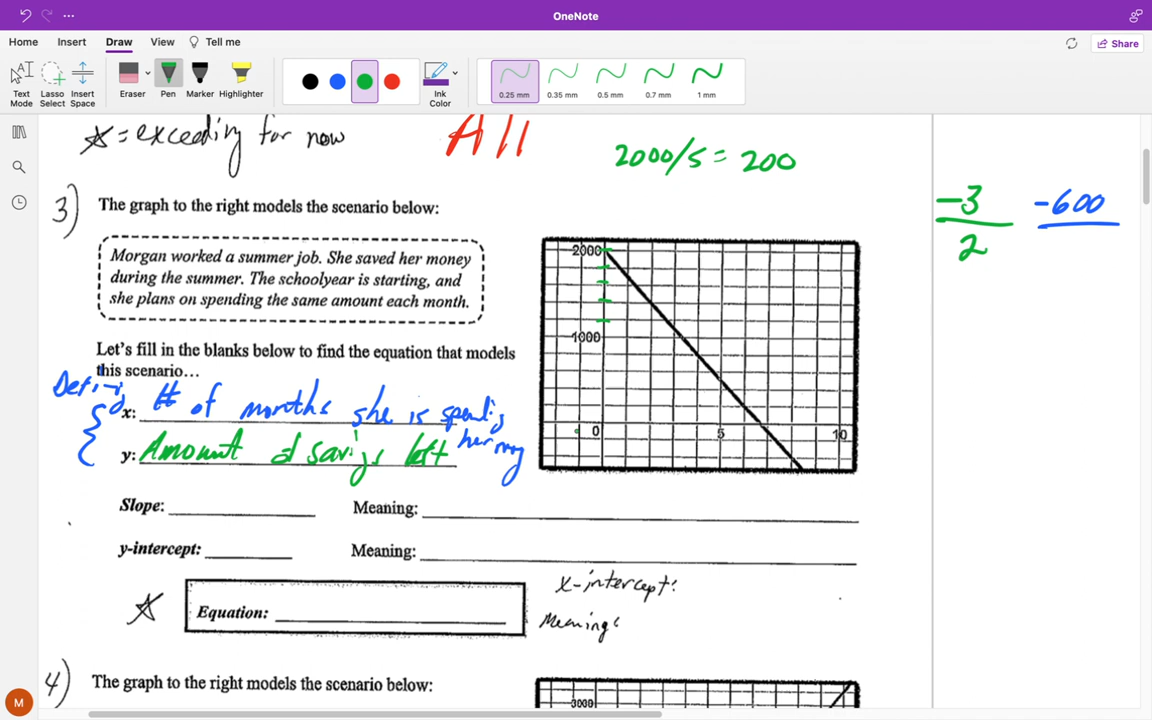 OneNote
Home Insert Draw View Tell me
Share
Text Mode
Lasso Select
Insert Space
Eraser
Pen
Marker
Highlighter
Ink Color
0.25 mm
0.35 mm
0.5 mm
0.7 mm
1 mm
☆ = exceeding for now
All
2000/5 = 200
3)
The graph to the right models the scenario below:
-3
2
-600
Morgan worked a summer job. She saved her money
during the summer. The schoolyear is starting, and
she plans on spending the same amount each month.
2000
1000
0
5
10
Let's fill in the blanks below to find the equation that models
this scenario…
x: # of months she is spending
her money
y: Amount of savings left
Slope: Meaning:
y-intercept: Meaning:
☆ Equation:
x-intercept:
Meaning:
4)
The graph to the right models the scenario below:
3000
M